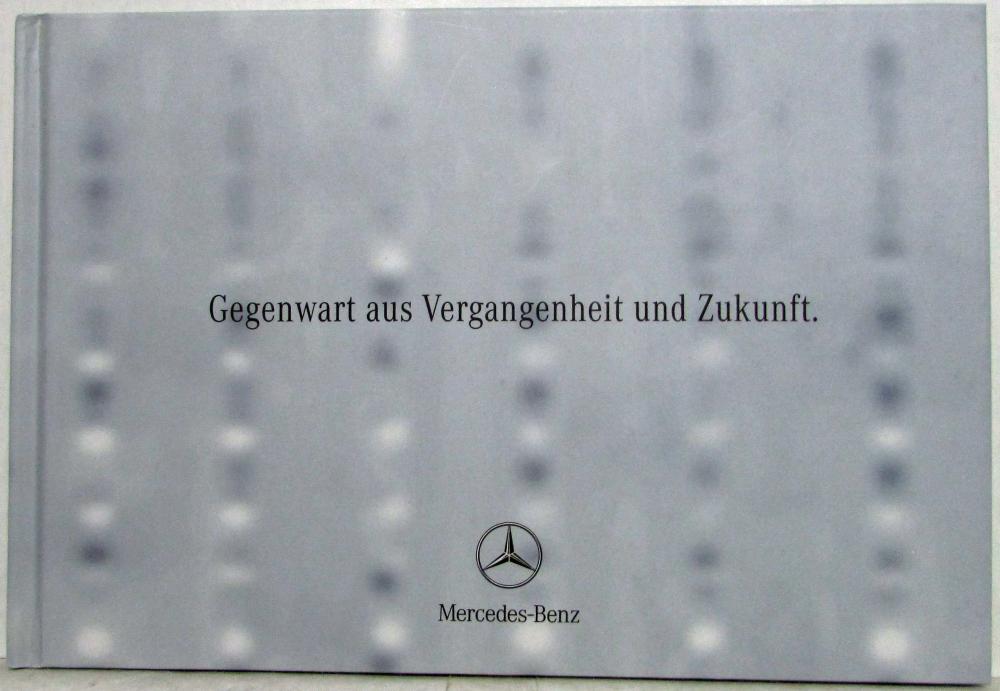 Gegenwart aus Vergangenheit und Zukunft.
Mercedes-Benz